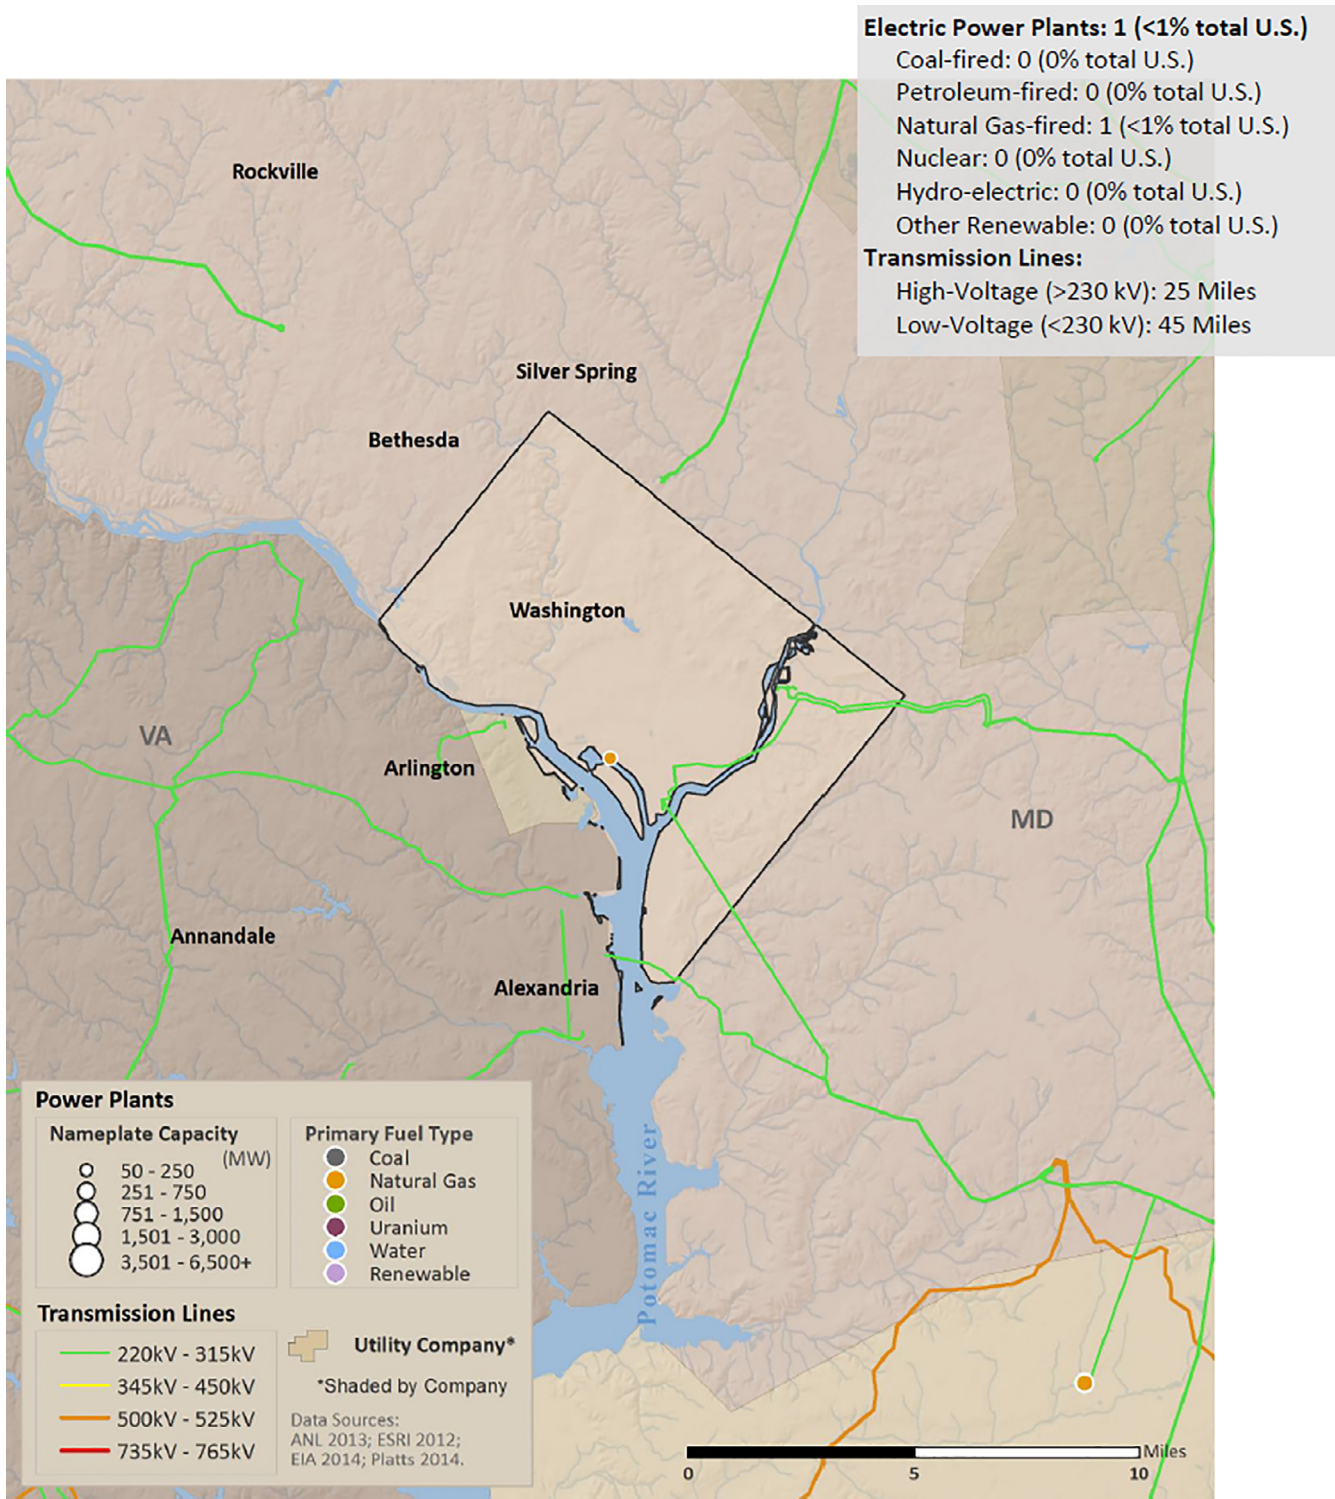 Electric Power Plants: 1 (<1% total U.S.)
Coal-fired: 0 (0% total U.S.)
Petroleum-fired: 0 (0% total U.S.)
Natural Gas-fired: 1 (<1% total U.S.)
Nuclear: 0 (0% total U.S.)
Hydro-electric: 0 (0% total U.S.)
Other Renewable: 0 (0% total U.S.)
Transmission Lines:
High-Voltage (>230 kV): 25 Miles
Low-Voltage (<230 kV): 45 Miles
Rockville
Silver Spring
Bethesda
Washington
VA
Arlington
MD
Annandale
Alexandria
Potomac River
Power Plants
Nameplate Capacity
(MW)
50 - 250
251 - 750
751 - 1,500
1,501 - 3,000
3,501 - 6,500+
Primary Fuel Type
Coal
Natural Gas
Oil
Uranium
Water
Renewable
Transmission Lines
220kV - 315kV
345kV - 450kV
500kV - 525kV
735kV - 765kV
Utility Company*
*Shaded by Company
Data Sources:
ANL 2013; ESRI 2012;
EIA 2014; Platts 2014.
Miles
0 5 10